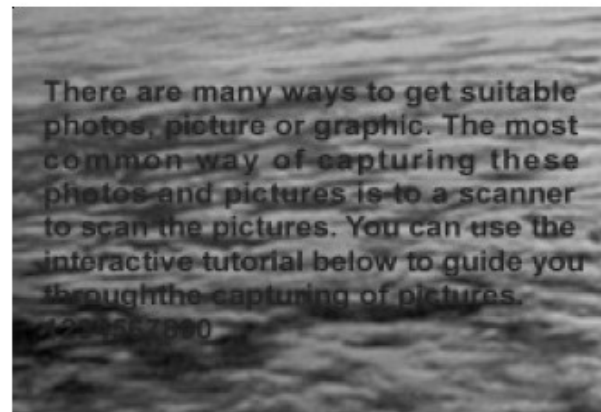 There are many ways to get suitable
photos, picture or graphic. The most
common way of capturing these
photos and pictures is to a scanner
to scan the pictures. You can use the
interactive tutorial below to guide you
throughthe capturing of pictures.
1234567890